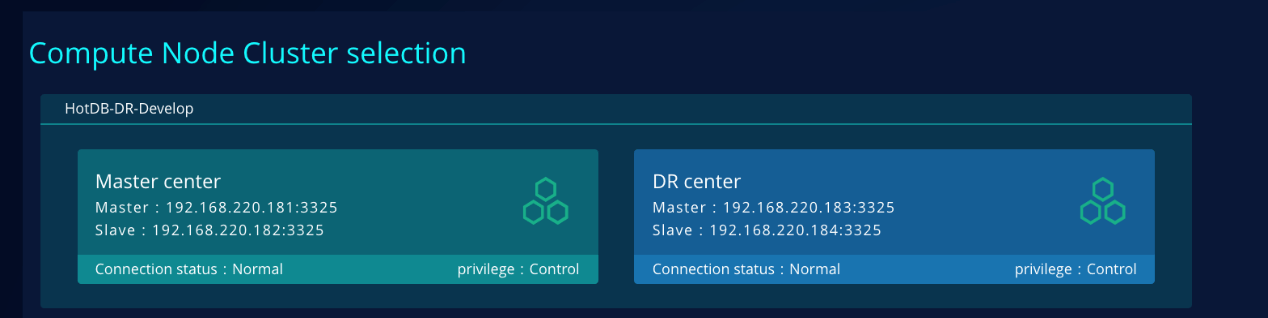 Compute Node Cluster selection
HotDB-DR-Develop
Master center
Master : 192.168.220.181:3325
Slave : 192.168.220.182:3325
Connection status : Normal
privilege : Control
DR center
Master : 192.168.220.183:3325
Slave : 192.168.220.184:3325
Connection status : Normal
privilege : Control